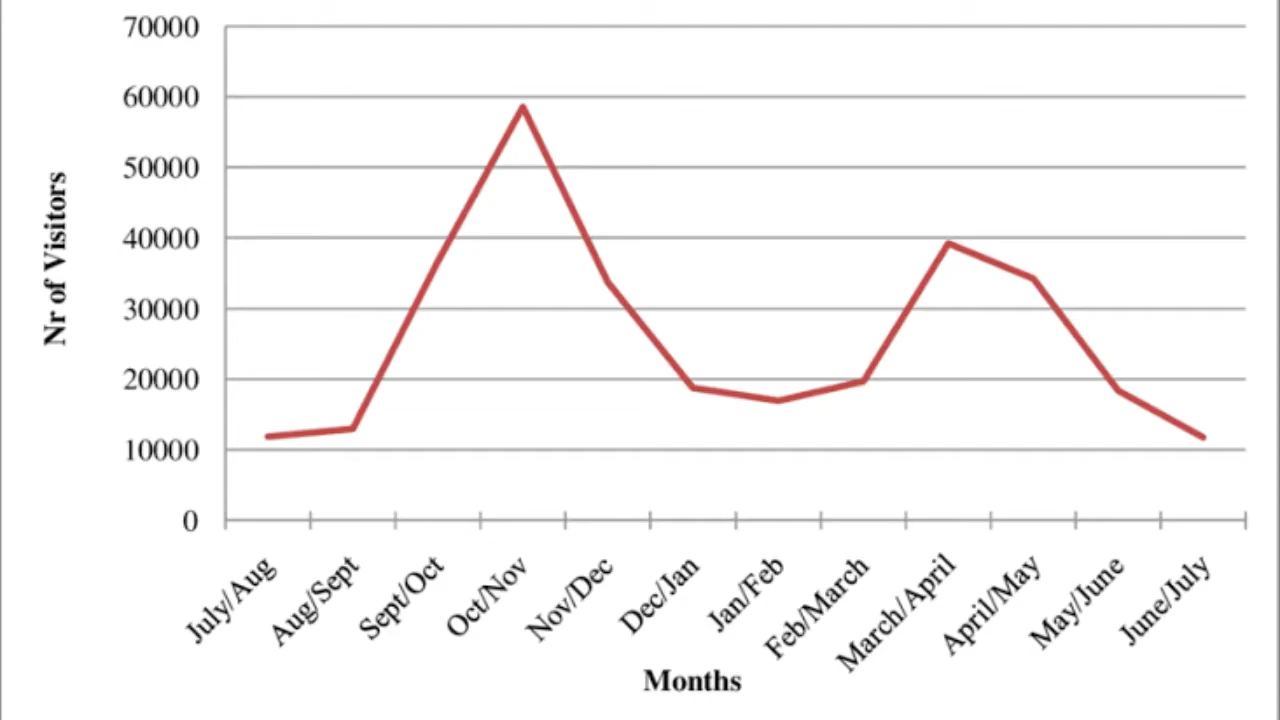 70000
60000
50000
40000
30000
20000
10000
0
Nr of Visitors
July/Aug
Aug/Sept
Sept/Oct
Oct/Nov
Nov/Dec
Dec/Jan
Jan/Feb
Feb/March
March/April
April/May
May/June
June/July
Months